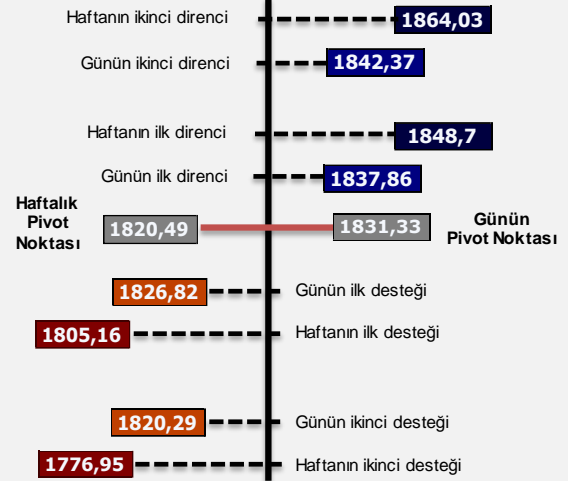 Haftanın ikinci direnci 1864,03
Günün ikinci direnci 1842,37
Haftanın ilk direnci 1848,7
Günün ilk direnci 1837,86
Haftalık
Pivot
Noktası
1820,49
1831,33
Günün
Pivot Noktası
1826,82 Günün ilk desteği
1805,16 Haftanın ilk desteği
1820,29 Günün ikinci desteği
1776,95 Haftanın ikinci desteği